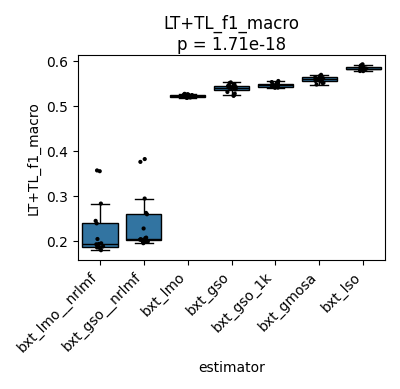 LT+TL_f1_macro
p = 1.71e-18
LT+TL_f1_macro
0.6
0.5
0.4
0.3
0.2
bxt_lmo__nrlmf
bxt_gso__nrlmf
bxt_lmo
bxt_gso
bxt_gso_1k
bxt_gmosa
bxt_lso
estimator